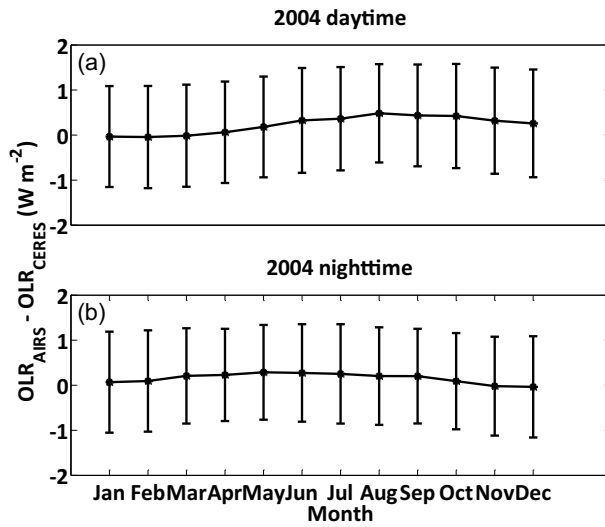 2004 daytime
(a)
2
1
0
-1
-2
OLR_AIRS - OLR_CERES (W m⁻²)
2004 nighttime
(b)
2
1
0
-1
-2
Jan Feb Mar Apr May Jun Jul Aug Sep Oct Nov Dec
Month